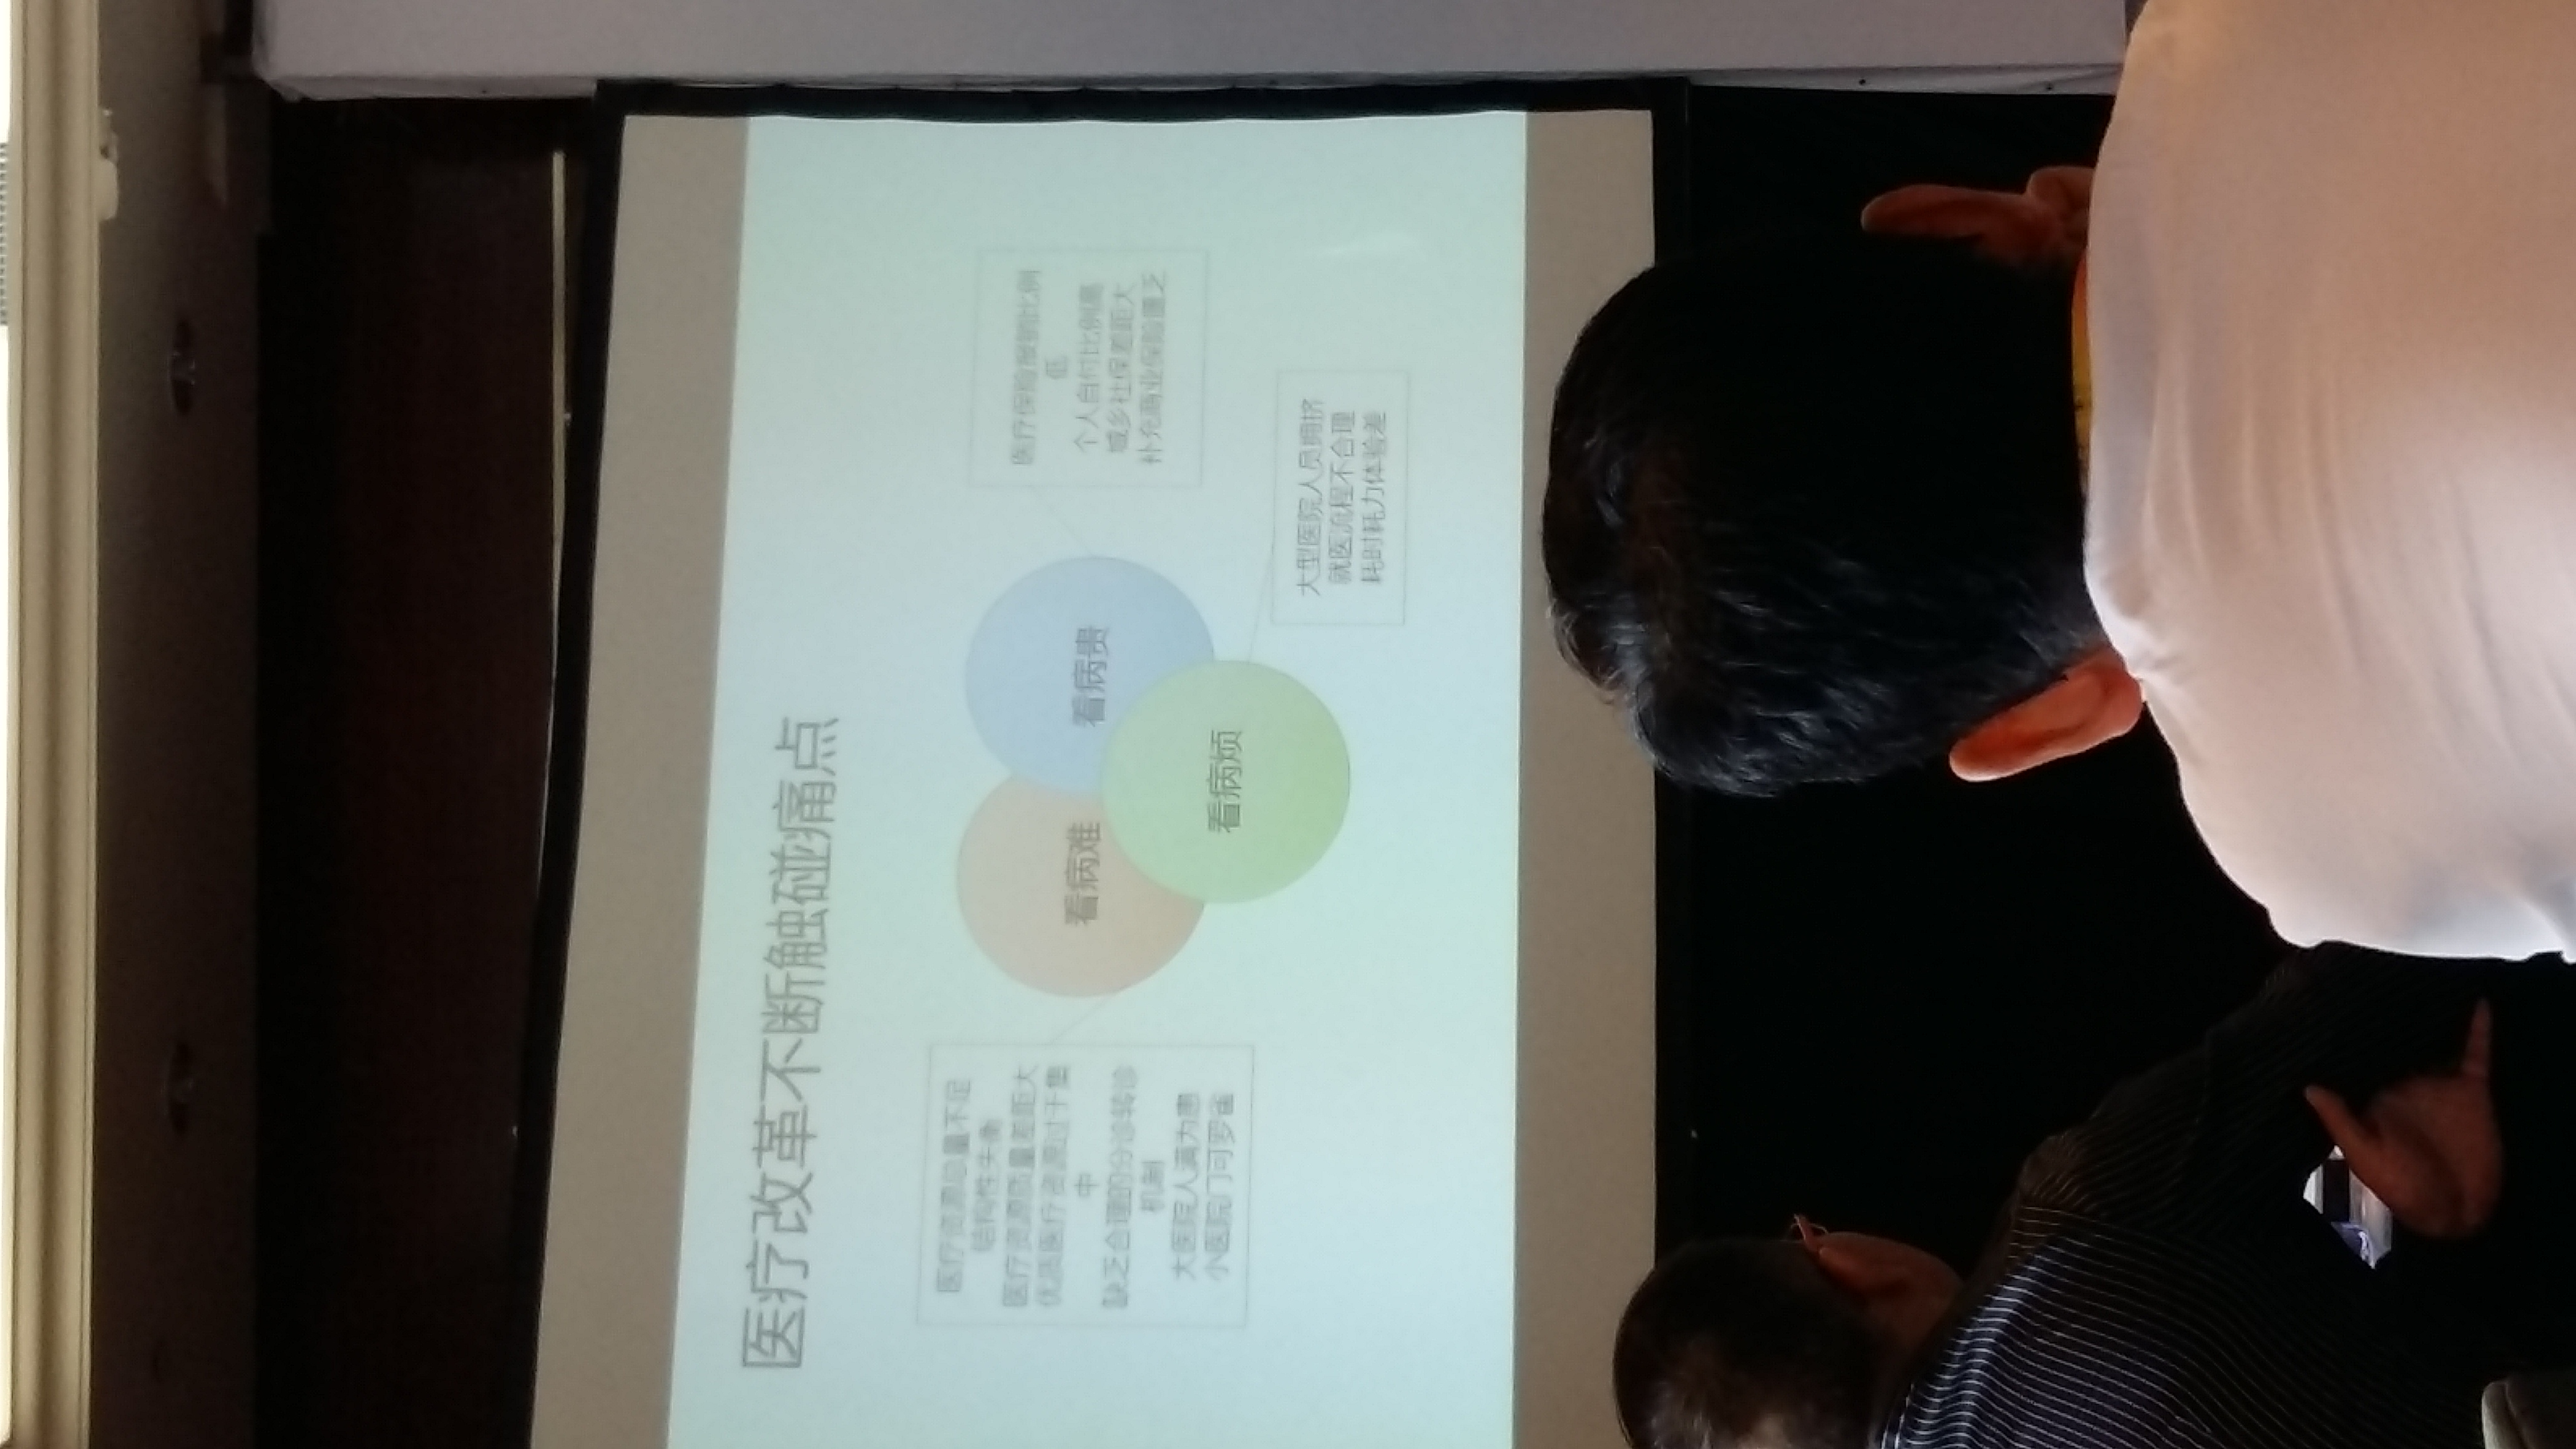 医疗改革不断触碰痛点
医疗资源总量不足
结构性失衡
医疗资源质量差距大
优质医疗资源过于集
中
缺乏合理的分诊转诊
机制
大医院人满为患
小医院门可罗雀
看病难
看病贵
看病烦
医疗保险报销比例
低
个人自付比例高
城乡社保差距大
补充商业保险匮乏
大型医院人员拥挤
就医流程不合理
耗时耗力体验差